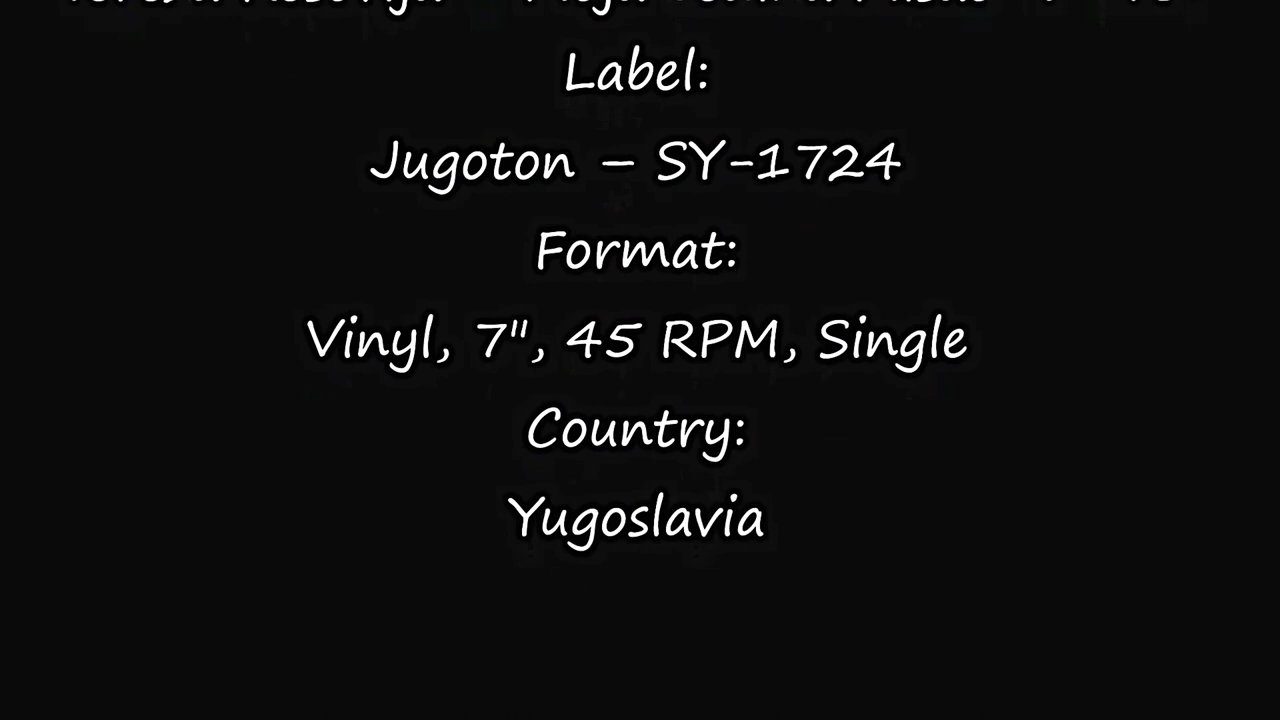 Label:
Jugoton – SY-1724
Format:
Vinyl, 7", 45 RPM, Single
Country:
Yugoslavia